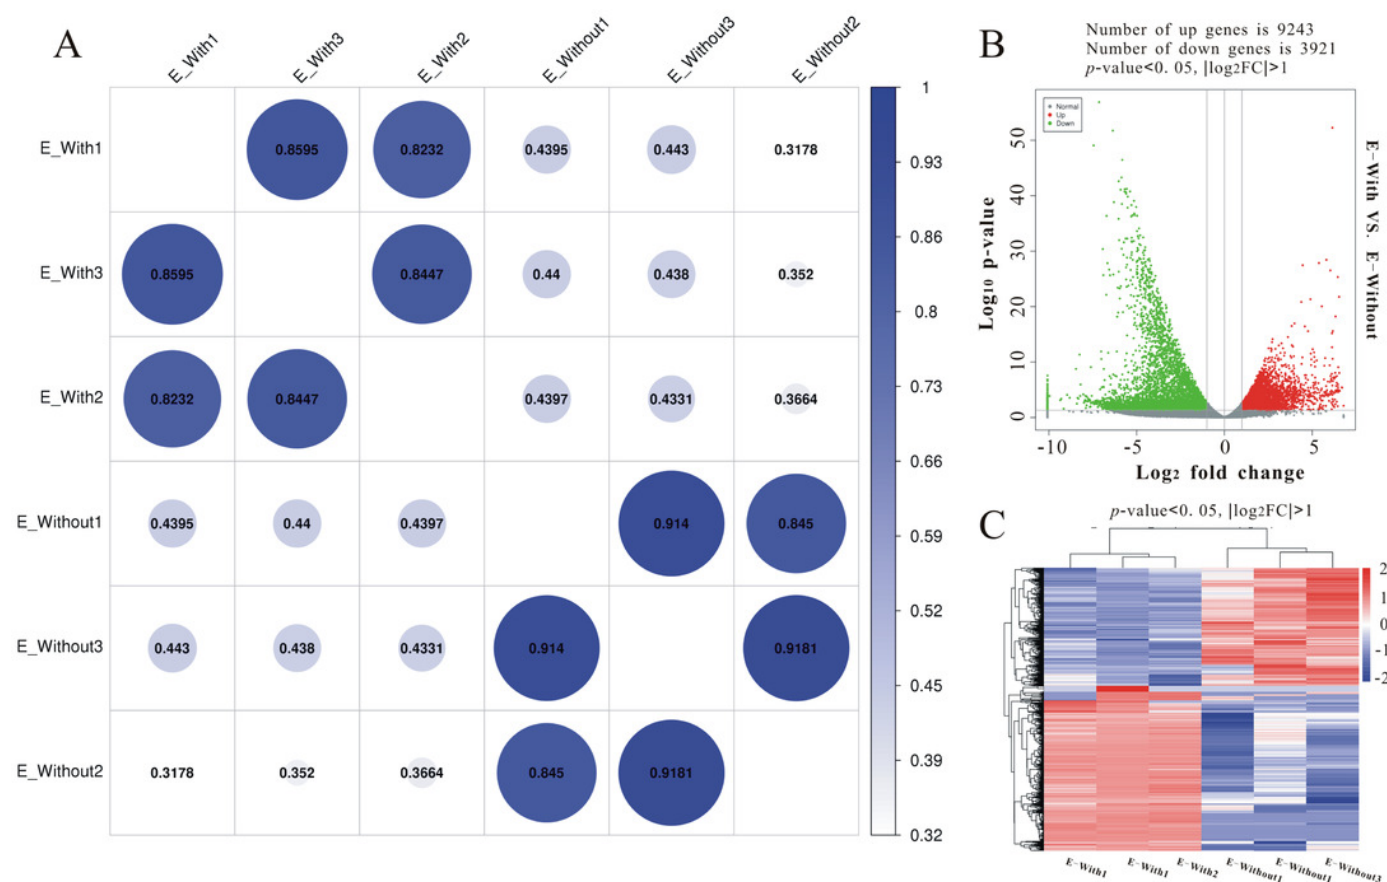 A
E_With1
E_With3
E_With2
E_Without1
E_Without3
E_Without2
E_With1 0.8595 0.8232 0.4395 0.443 0.3178
E_With3 0.8595 0.8447 0.44 0.438 0.352
E_With2 0.8232 0.8447 0.4397 0.4331 0.3664
E_Without1 0.4395 0.44 0.4397 0.914 0.845
E_Without3 0.443 0.438 0.4331 0.914 0.9181
E_Without2 0.3178 0.352 0.3664 0.845 0.9181
1
0.93
0.86
0.8
0.73
0.66
0.59
0.52
0.45
0.39
0.32
B
Number of up genes is 9243
Number of down genes is 3921
p-value<0. 05, |log2FC|>1
Normal
Up
Down
Log10 p-value
50
40
30
20
10
0
-10 -5 0 5
Log2 fold change
E-With VS. E-Without
C
p-value<0. 05, |log2FC|>1
2
1
0
-1
-2
E-With1
E-With1
E-With2
E-Without1
E-Without1
E-Without3